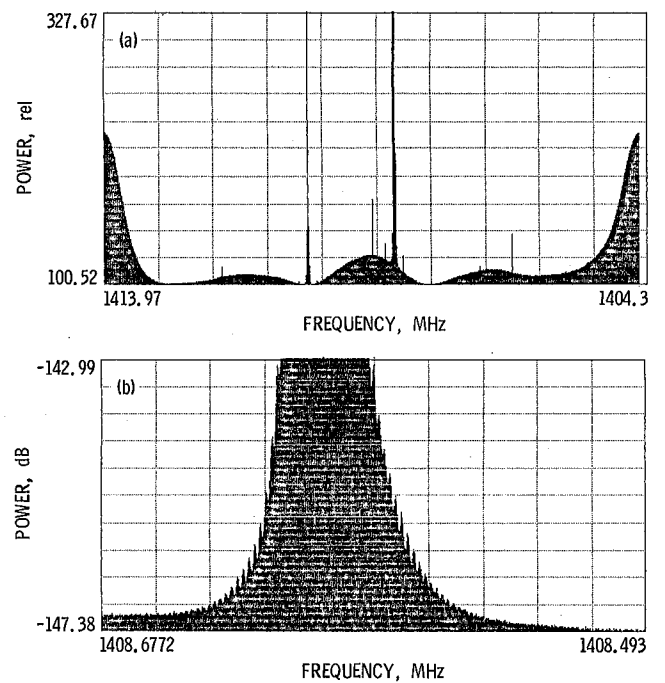 327.67
(a)
POWER, rel
100.52
1413.97
1404.3
FREQUENCY, MHz
-142.99
(b)
POWER, dB
-147.38
1408.6772
1408.493
FREQUENCY, MHz